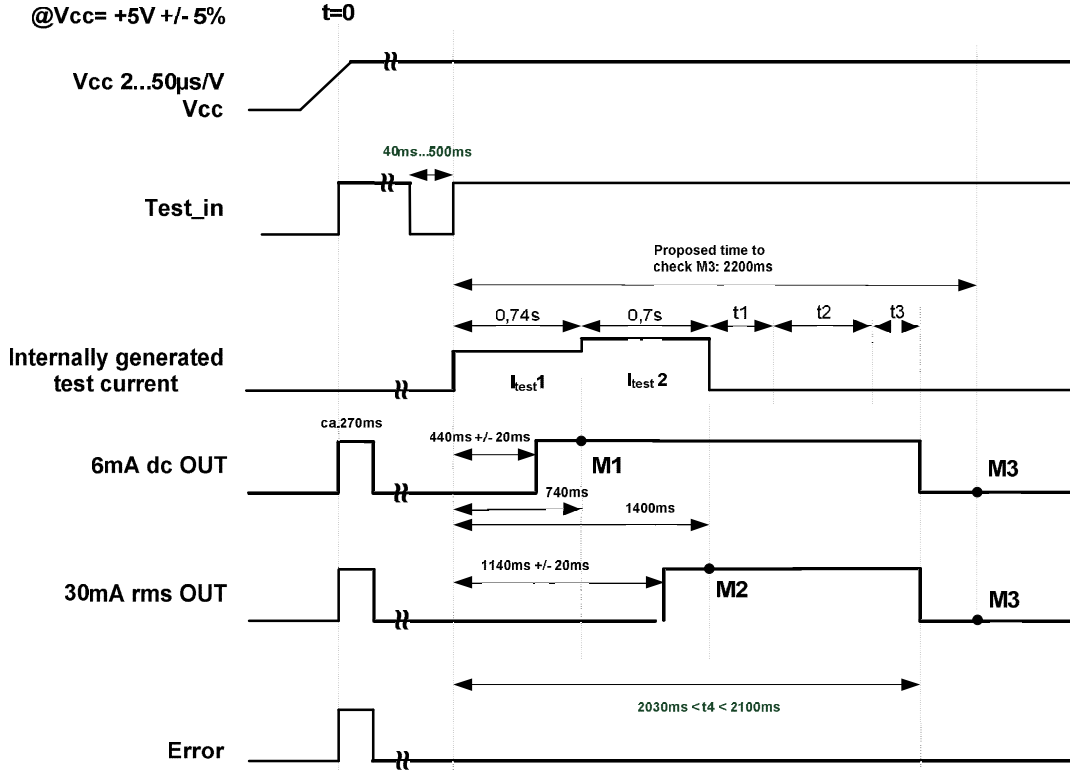 @Vcc= +5V +/- 5%
t=0
Vcc 2...50µs/V
Vcc
40ms...500ms
Test_in
Proposed time to
check M3: 2200ms
0,74s
0,7s
t1
t2
t3
Internally generated
test current
Itest1
Itest 2
ca.270ms
440ms +/- 20ms
6mA dc OUT
M1
M3
740ms
1400ms
1140ms +/- 20ms
30mA rms OUT
M2
M3
2030ms < t4 < 2100ms
Error